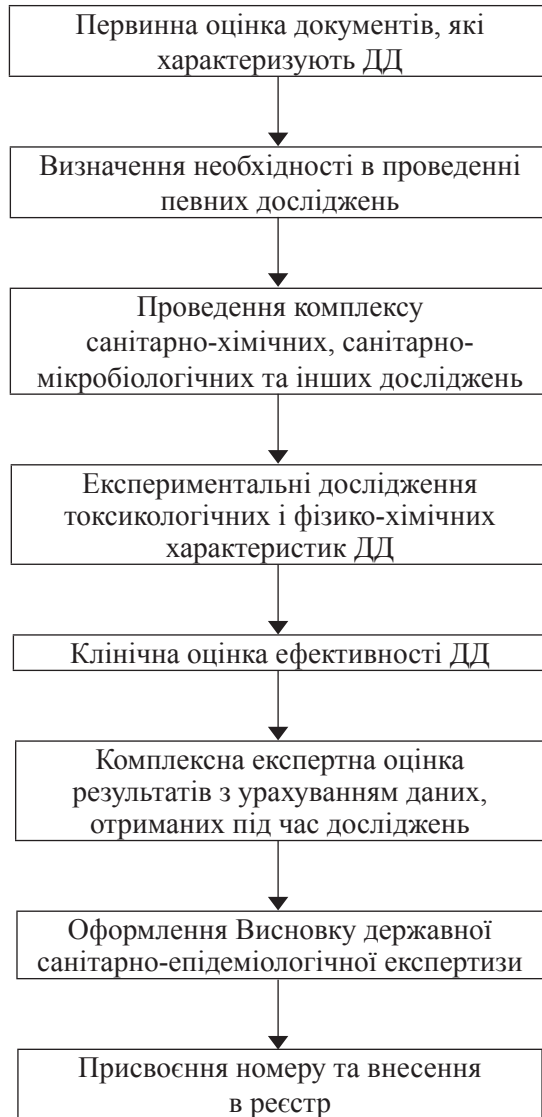 Первинна оцінка документів, які
характеризують ДД
Визначення необхідності в проведенні
певних досліджень
Проведення комплексу
санітарно-хімічних, санітарно-
мікробіологічних та інших досліджень
Експериментальні дослідження
токсикологічних і фізико-хімічних
характеристик ДД
Клінічна оцінка ефективності ДД
Комплексна експертна оцінка
результатів з урахуванням даних,
отриманих під час досліджень
Оформлення Висновку державної
санітарно-епідеміологічної експертизи
Присвоєння номеру та внесення
в реєстр